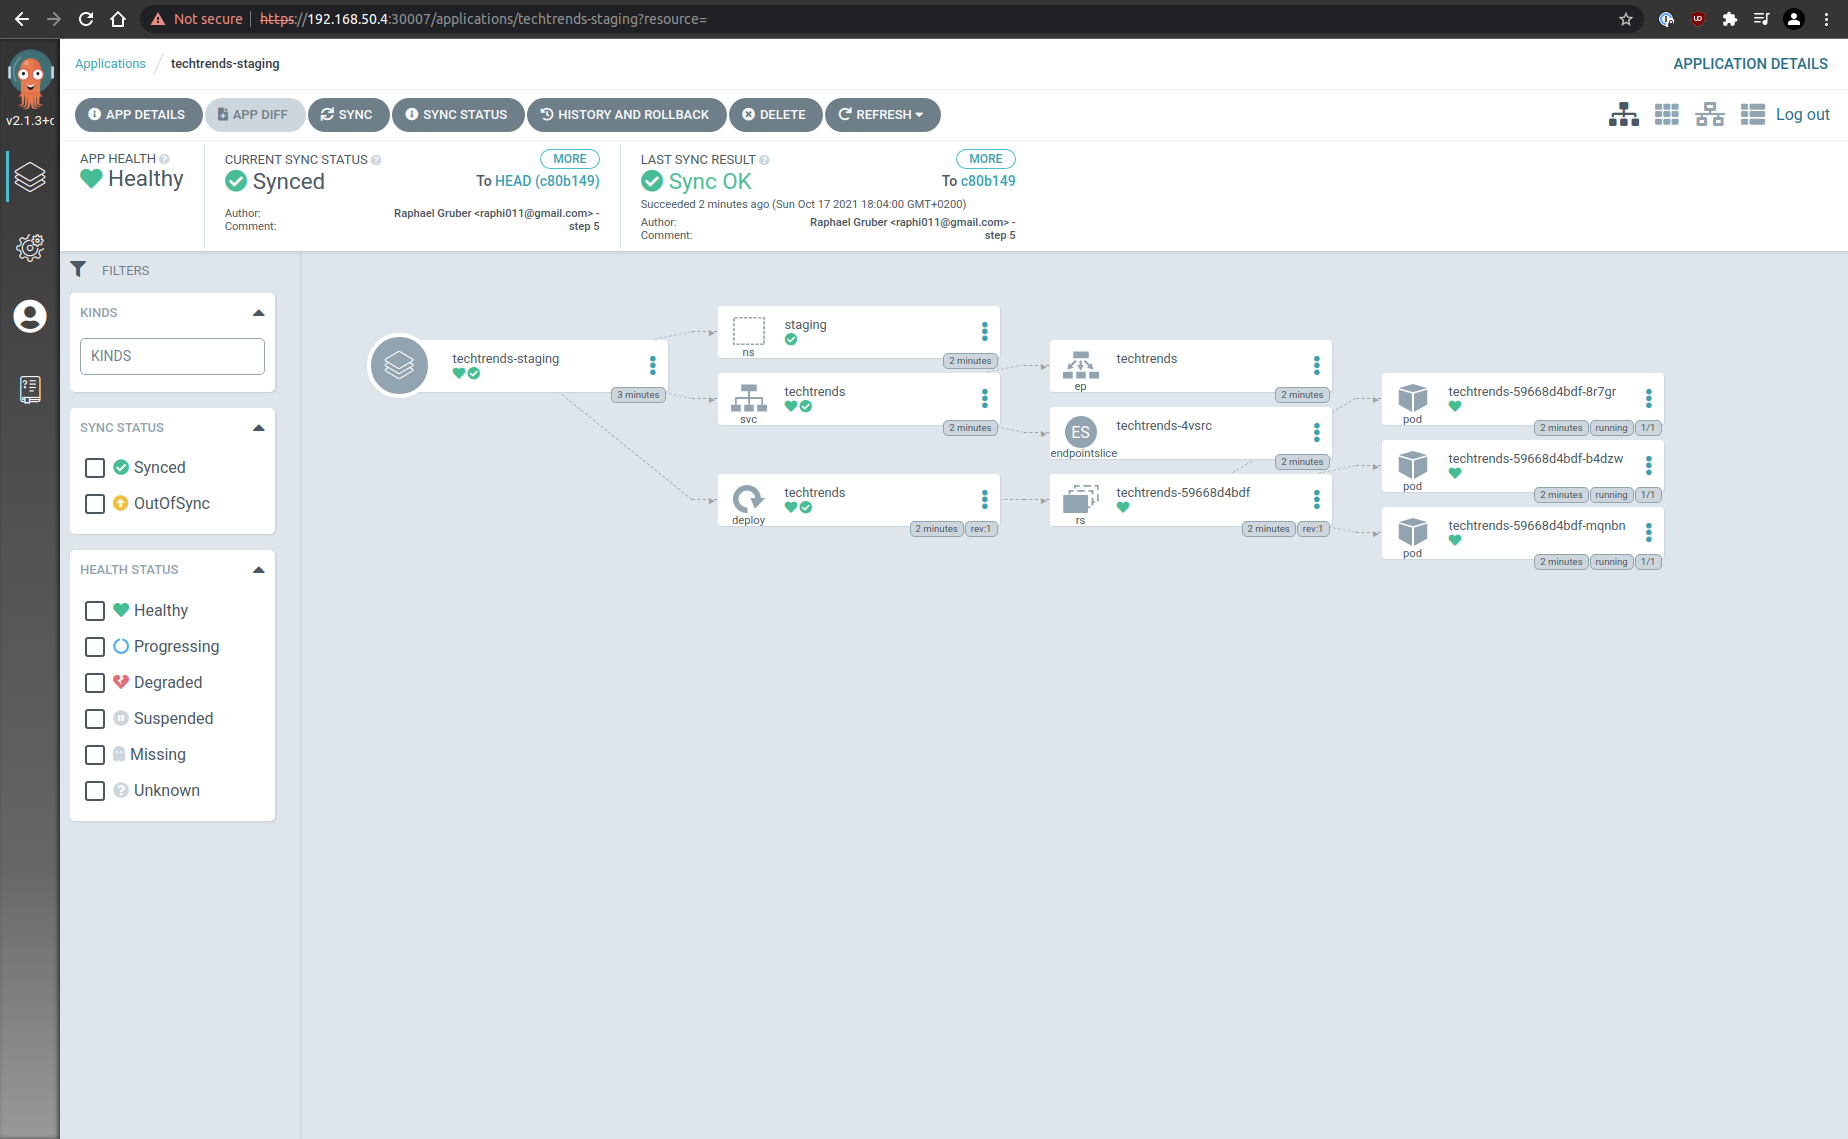 Not secure | https://192.168.50.4:30007/applications/techtrends-staging?resource=
v2.1.3+c
Applications / techtrends-staging
APPLICATION DETAILS
APP DETAILS
APP DIFF
SYNC
SYNC STATUS
HISTORY AND ROLLBACK
DELETE
REFRESH
Log out
APP HEALTH
Healthy
CURRENT SYNC STATUS
MORE
Synced
To HEAD (c80b149)
Author: Raphael Gruber <raphi011@gmail.com> -
Comment: step 5
LAST SYNC RESULT
MORE
Sync OK
To c80b149
Succeeded 2 minutes ago (Sun Oct 17 2021 18:04:00 GMT+0200)
Author: Raphael Gruber <raphi011@gmail.com> -
Comment: step 5
FILTERS
KINDS
KINDS
SYNC STATUS
Synced
OutOfSync
HEALTH STATUS
Healthy
Progressing
Degraded
Suspended
Missing
Unknown
techtrends-staging
3 minutes
staging
ns
2 minutes
techtrends
svc
2 minutes
techtrends
deploy
2 minutes
rev:1
techtrends
ep
2 minutes
ES
techtrends-4vsrc
endpointslice
2 minutes
techtrends-59668d4bdf
rs
2 minutes
rev:1
techtrends-59668d4bdf-8r7gr
pod
2 minutes
running
1/1
techtrends-59668d4bdf-b4dzw
pod
2 minutes
running
1/1
techtrends-59668d4bdf-mqnbn
pod
2 minutes
running
1/1